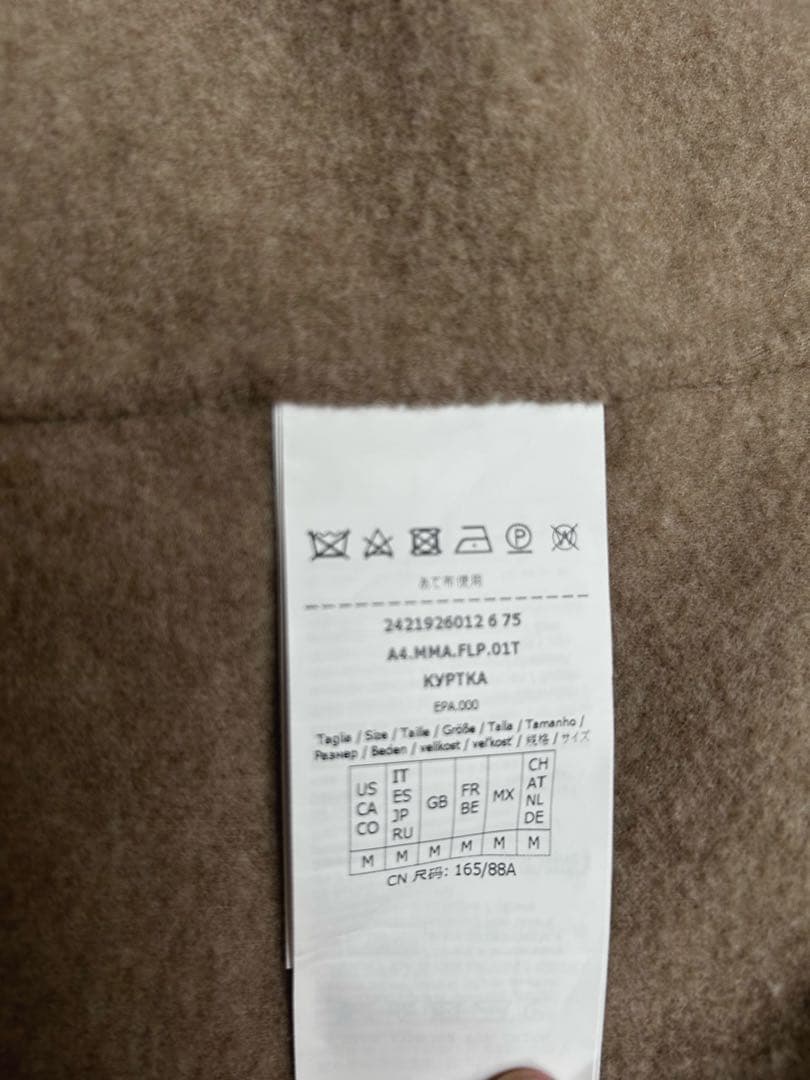 あて布使用
2421926012 6 75
A4.MMA.FLP.01T
КУРТКА
EPA.000
Taglia / Size / Taille / Größe / Talla / Tamanho /
Размер / Beden / velikost / veľkosť / 规格 / サイズ
US CA CO
IT ES JP RU
GB
FR BE
MX
CH AT NL DE
M M M M M M
CN 尺码: 165/88A